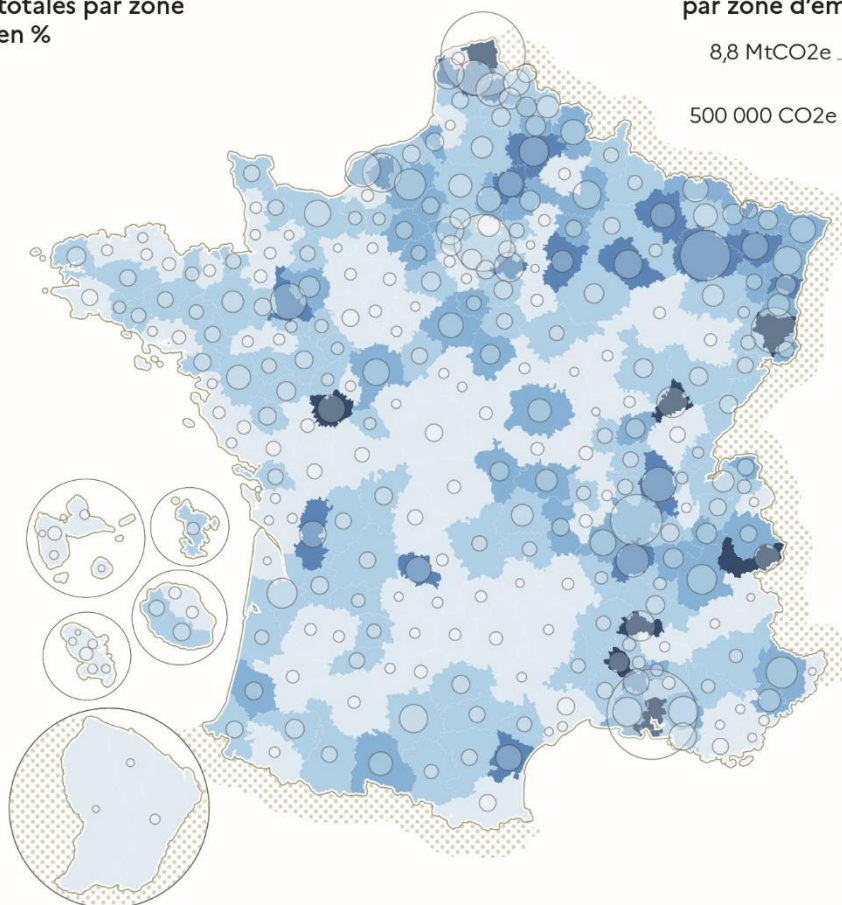 totales par zone
en %
par zone d'em
8,8 MtCO2e
500 000 CO2e